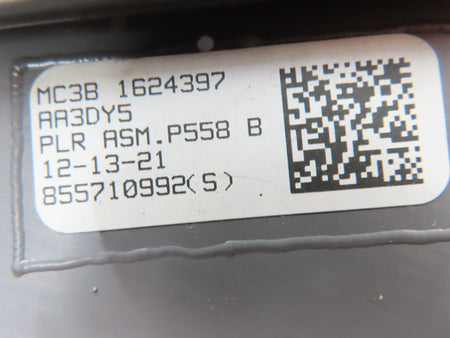 MC3B 1624397
AA3DY5
PLR ASM.P558 B
12-13-21
855710992(S)